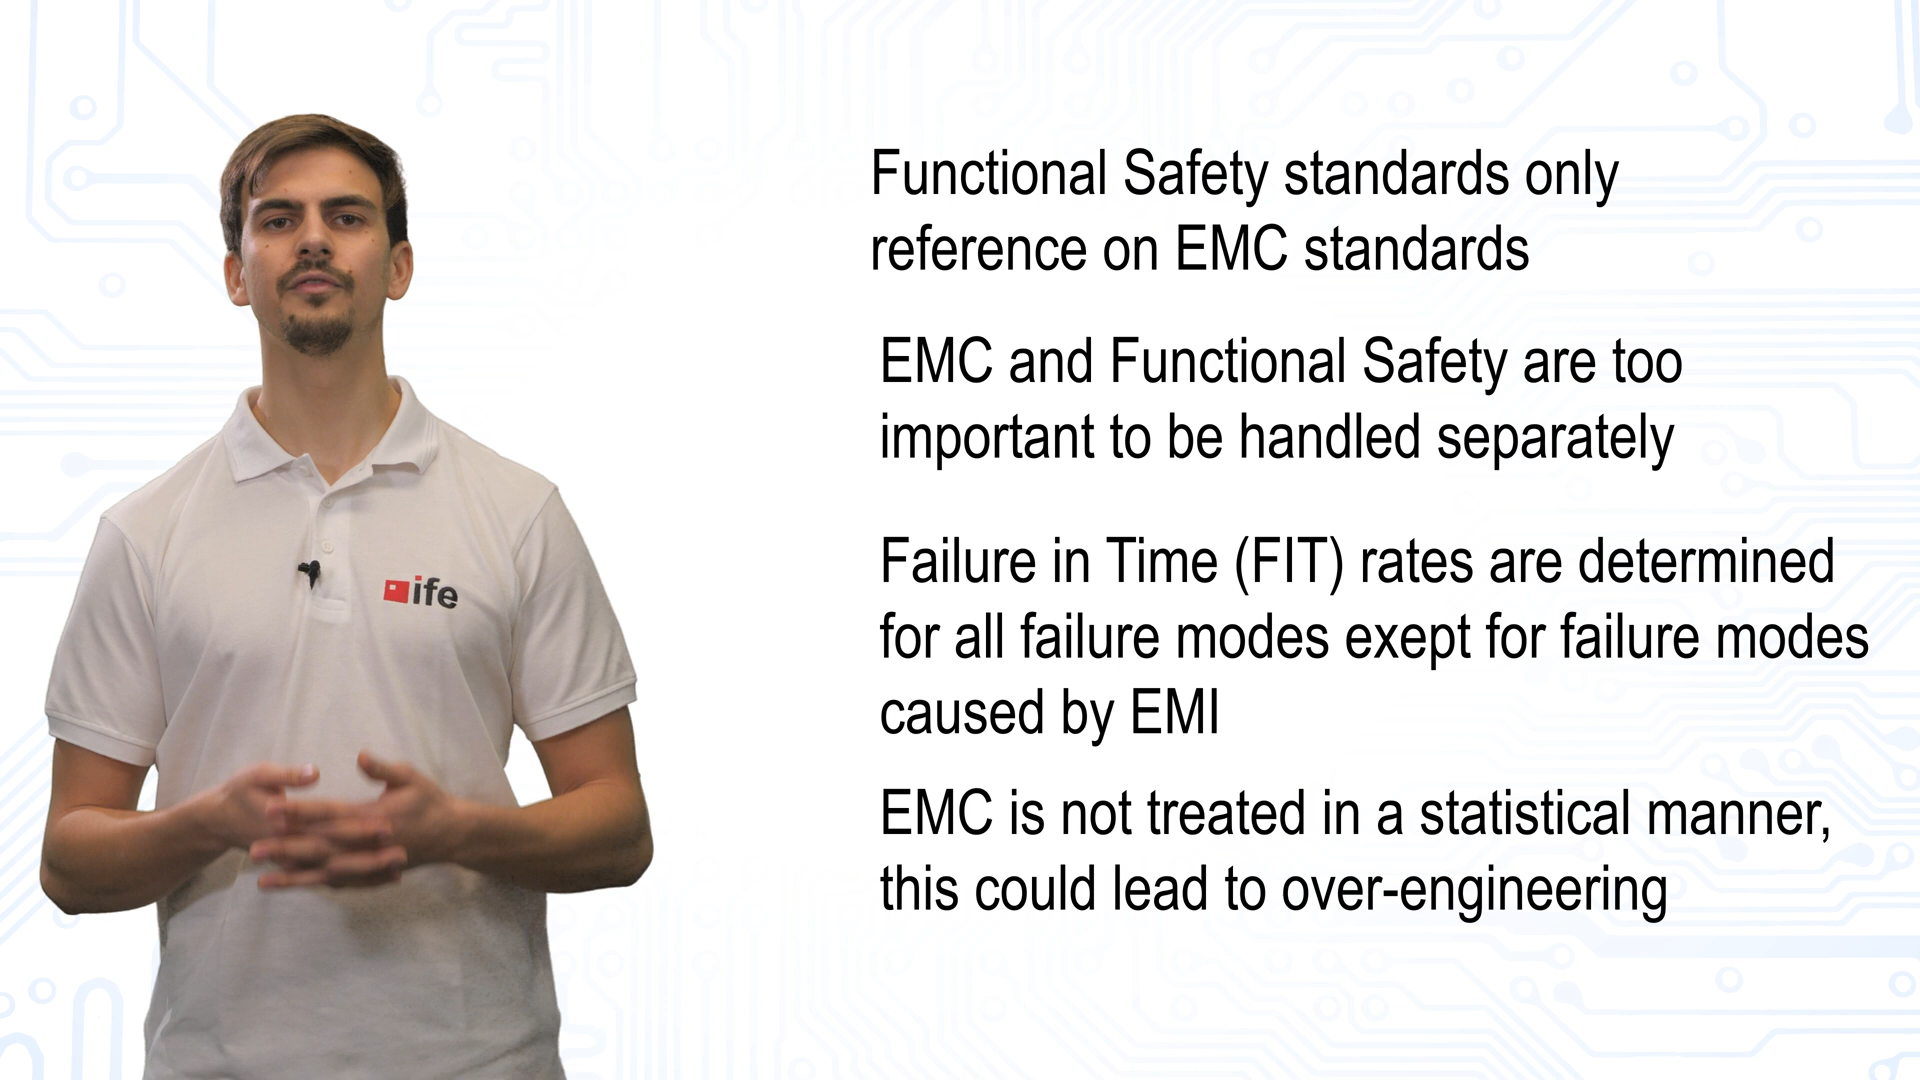 ife
Functional Safety standards only
reference on EMC standards
EMC and Functional Safety are too
important to be handled separately
Failure in Time (FIT) rates are determined
for all failure modes exept for failure modes
caused by EMI
EMC is not treated in a statistical manner,
this could lead to over-engineering